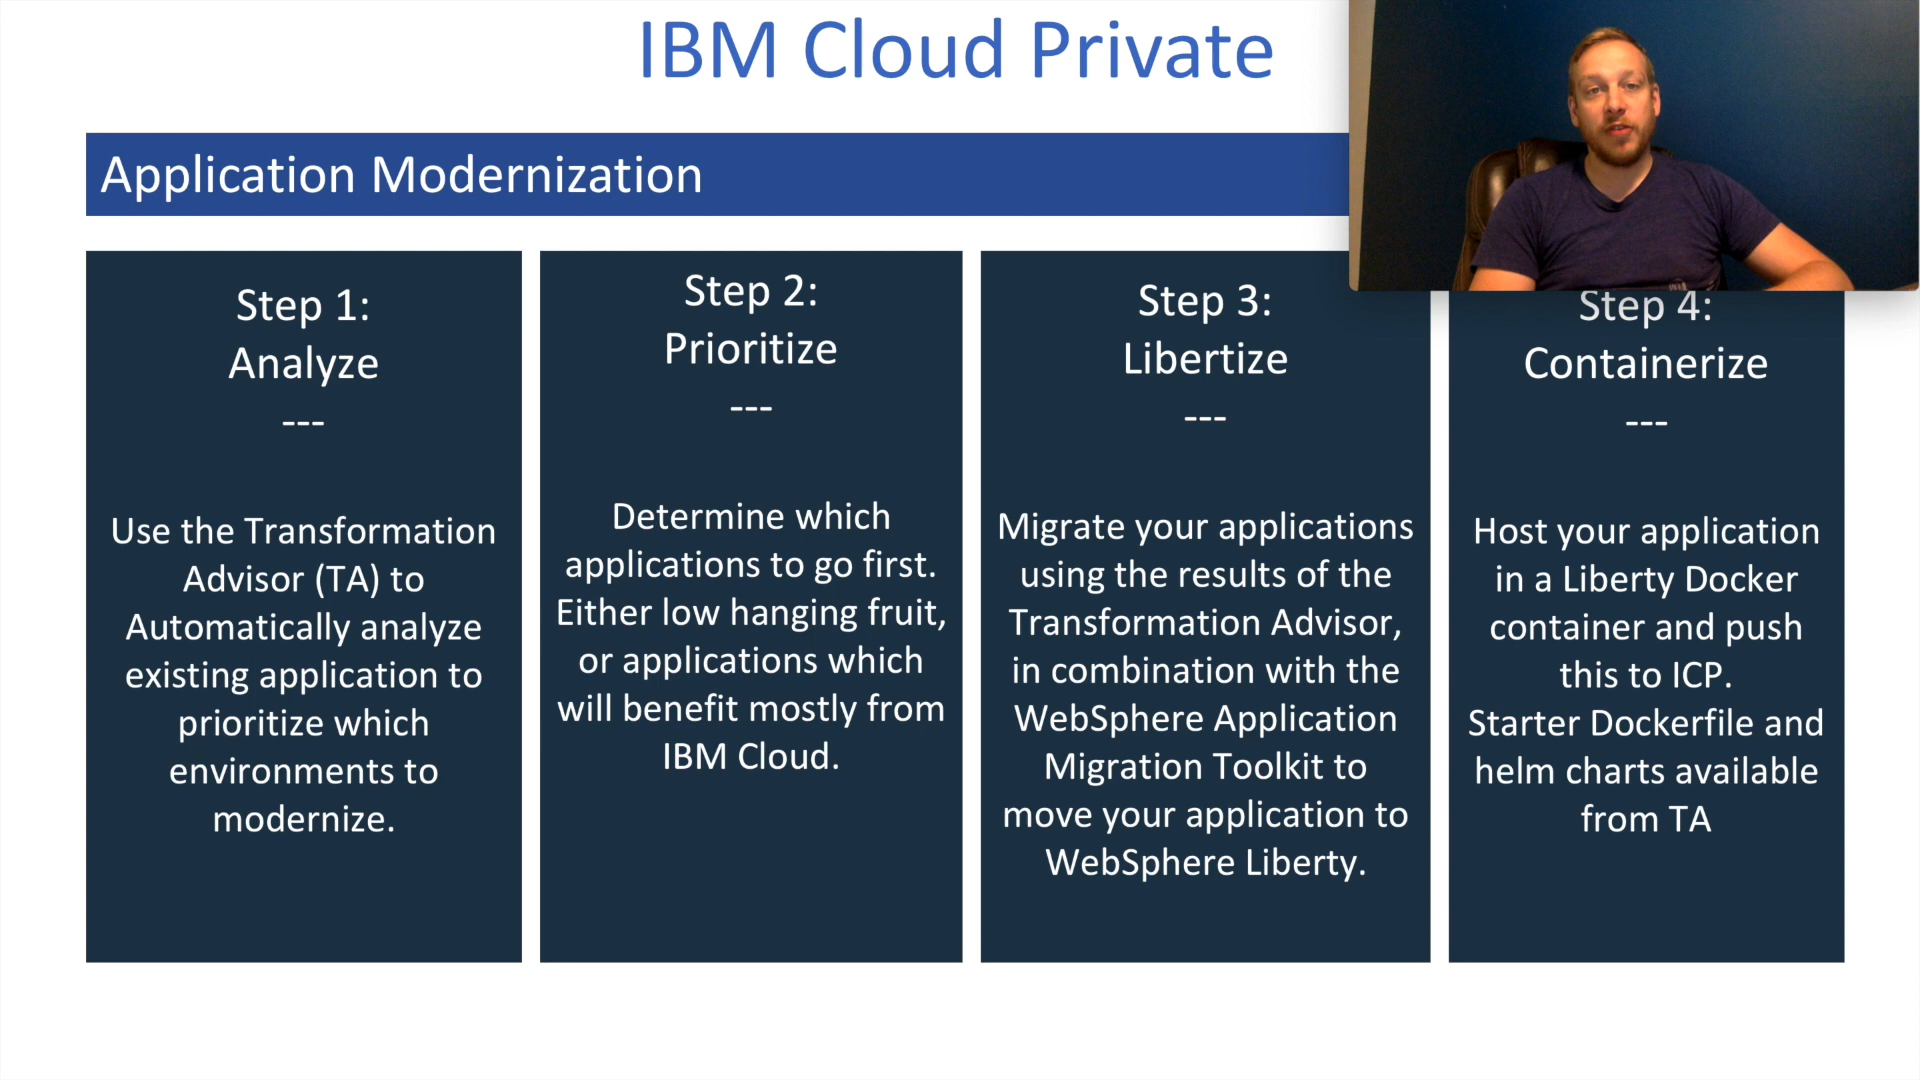 IBM Cloud Private
Application Modernization
Step 1:
Analyze
---
Use the Transformation
Advisor (TA) to
Automatically analyze
existing application to
prioritize which
environments to
modernize.
Step 2:
Prioritize
---
Determine which
applications to go first.
Either low hanging fruit,
or applications which
will benefit mostly from
IBM Cloud.
Step 3:
Libertize
---
Migrate your applications
using the results of the
Transformation Advisor,
in combination with the
WebSphere Application
Migration Toolkit to
move your application to
WebSphere Liberty.
Step 4:
Containerize
---
Host your application
in a Liberty Docker
container and push
this to ICP.
Starter Dockerfile and
helm charts available
from TA